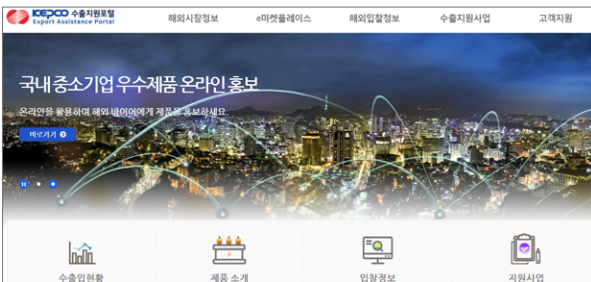 KEPCO 수출지원포털
Export Assistance Portal
해외시장정보 e마켓플레이스 해외입찰정보 수출지원사업 고객지원
국내 중소기업 우수제품 온라인 홍보
온라인을 활용하여 해외 바이어에게 제품을 홍보하세요
바로가기
수출입현황 제품 소개 입찰정보 지원사업